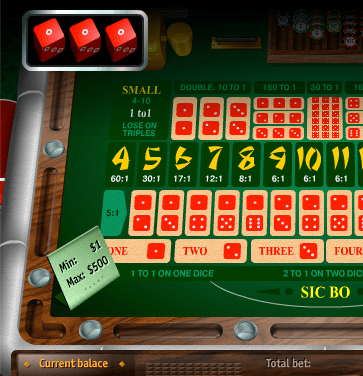 SMALL
4-10
1 to1
LOSE ON
TRIPLES
DOUBLE. 10 TO 1
180 TO 1
30 TO 1
4 5 6 7 8 9 10 11
60:1 30:1 17:1 12:1 8:1 6:1 6:1 6:1
5:1
ONE TWO THREE FOUR
Min: $1
Max: $500
1 TO 1 ON ONE DICE
2 TO 1 ON TWO DIC
SIC BO
Current balace
Total bet: